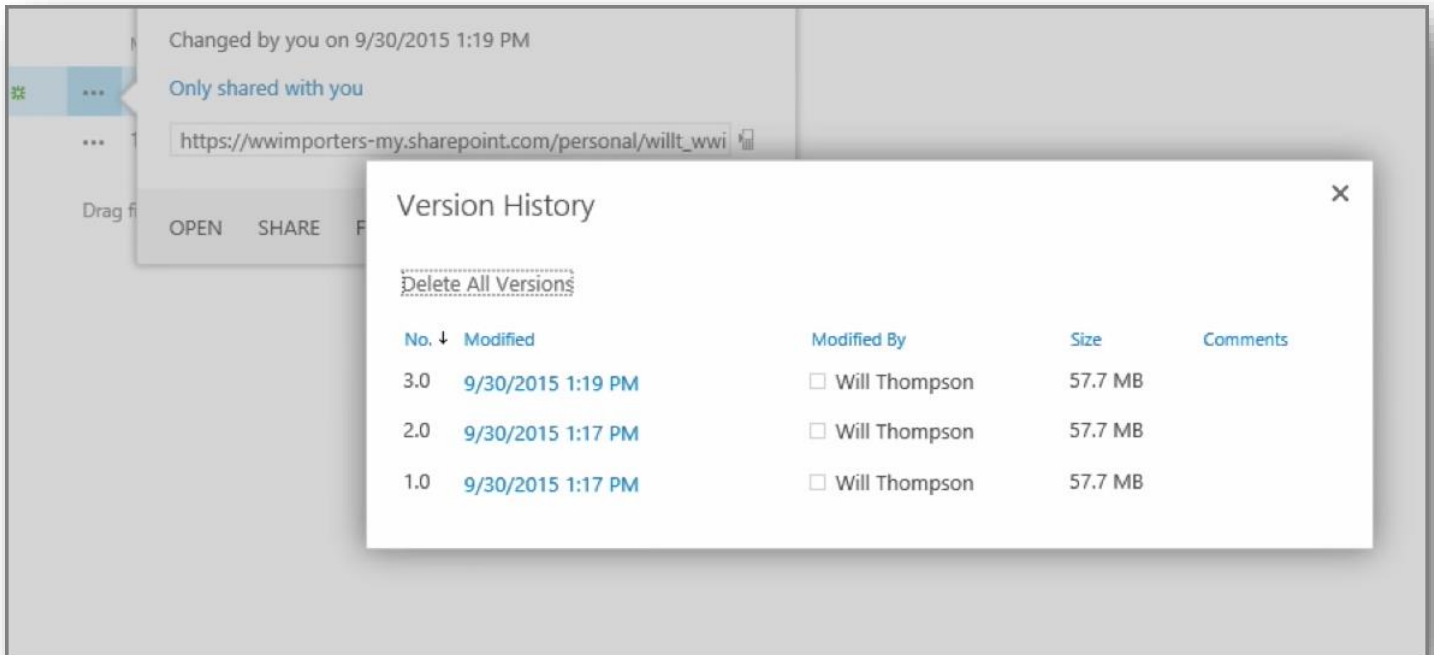 Changed by you on 9/30/2015 1:19 PM
Only shared with you
https://wwimporters-my.sharepoint.com/personal/willt_wwi
Drag
OPEN SHARE
Version History
Delete All Versions
No. ↓ Modified Modified By Size Comments
3.0 9/30/2015 1:19 PM Will Thompson 57.7 MB
2.0 9/30/2015 1:17 PM Will Thompson 57.7 MB
1.0 9/30/2015 1:17 PM Will Thompson 57.7 MB